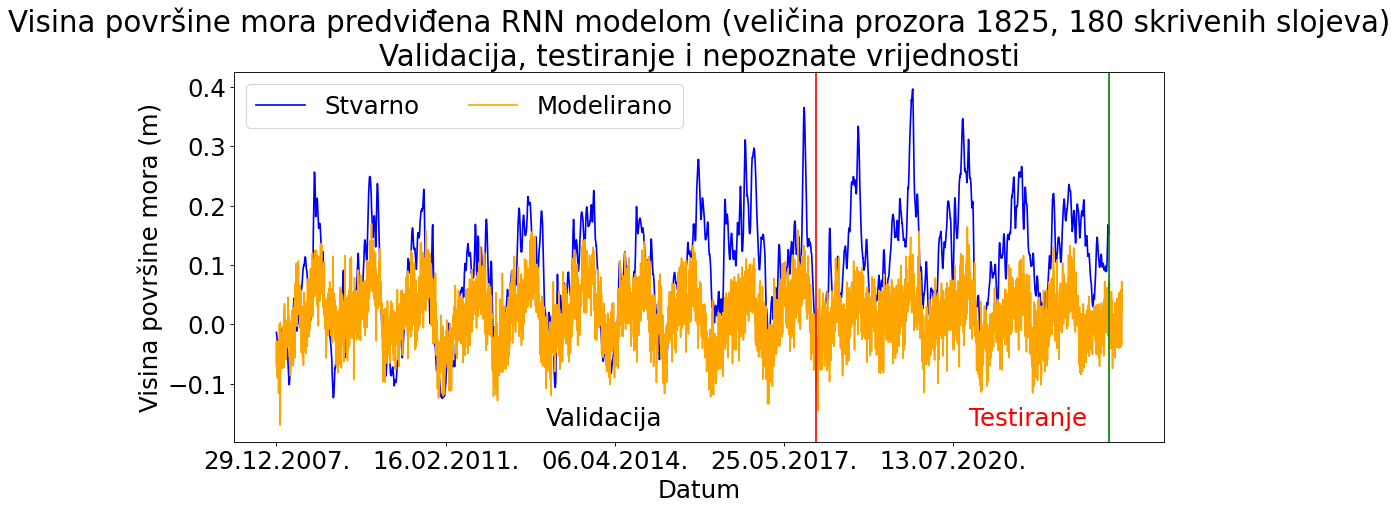 Visina površine mora predviđena RNN modelom (veličina prozora 1825, 180 skrivenih slojeva)
Validacija, testiranje i nepoznate vrijednosti
Stvarno
Modelirano
Visina površine mora (m)
0.4
0.3
0.2
0.1
0.0
−0.1
Validacija
Testiranje
29.12.2007.
16.02.2011.
06.04.2014.
25.05.2017.
13.07.2020.
Datum